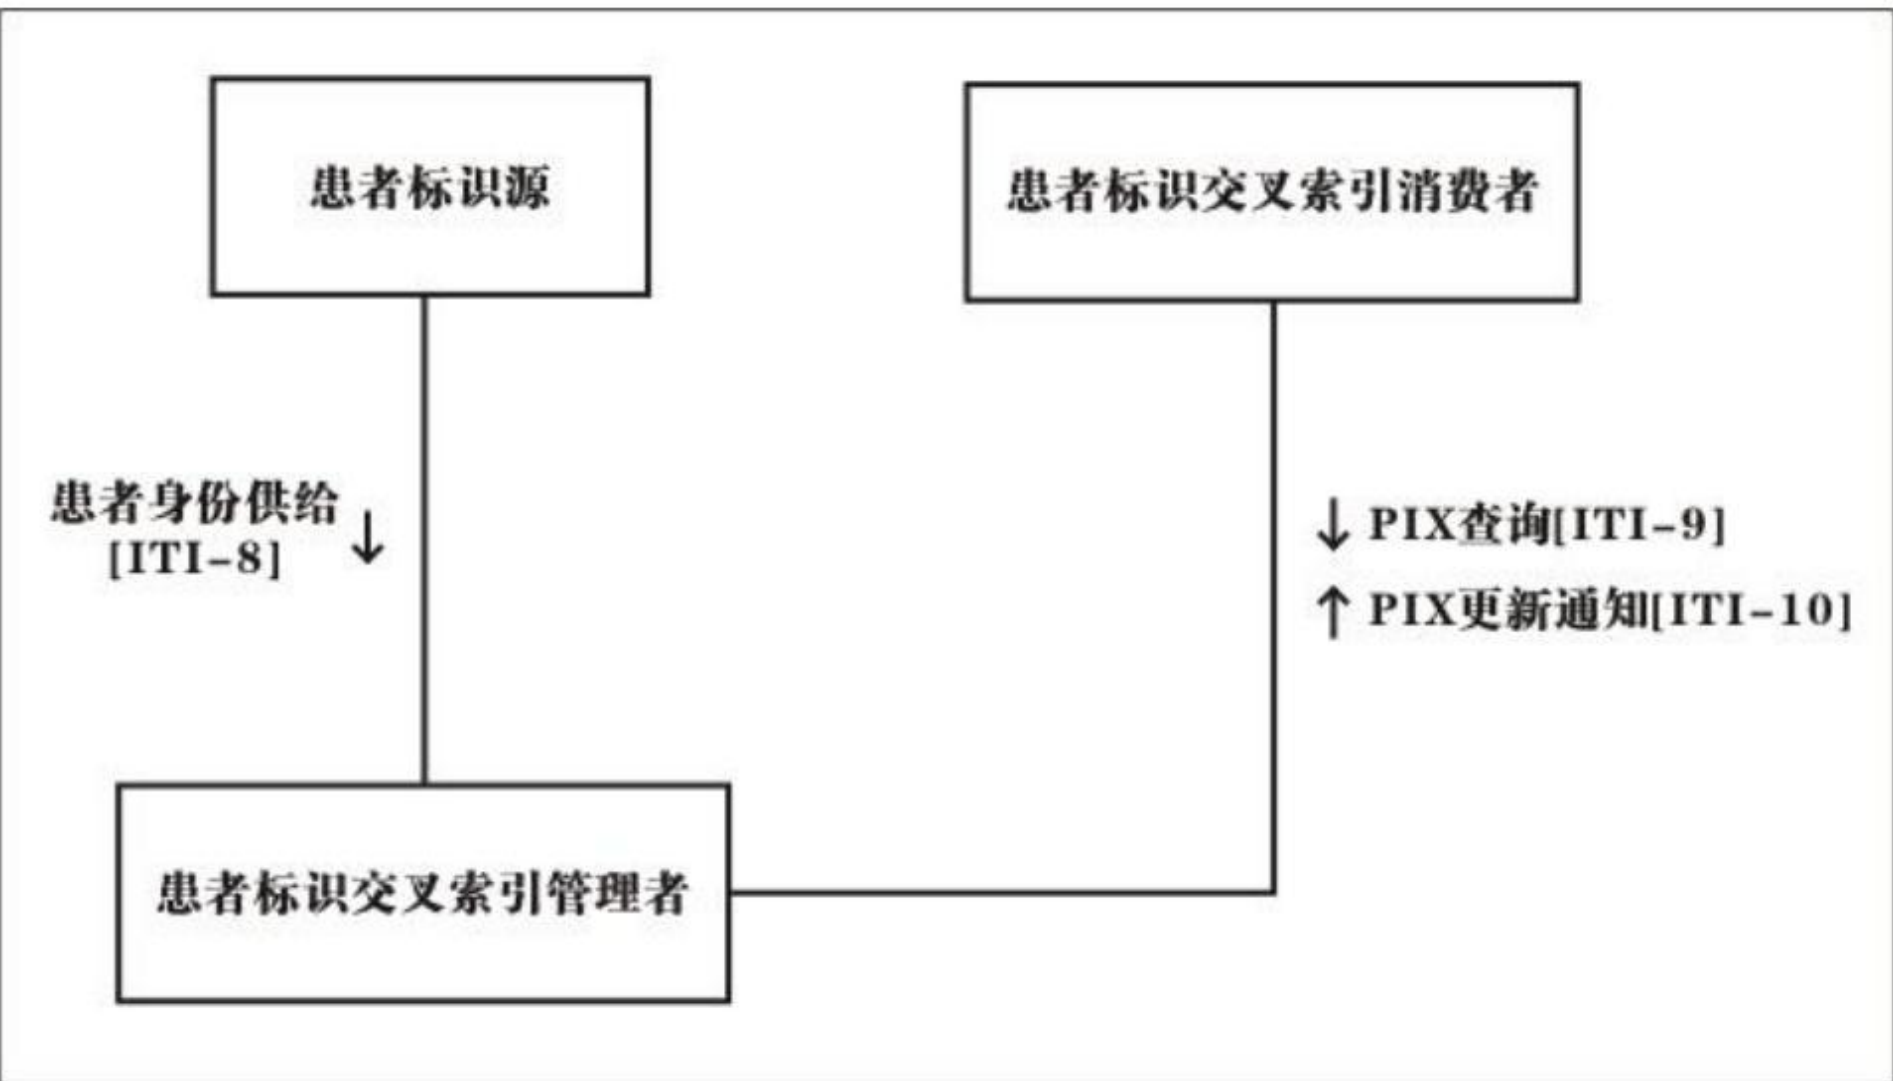 患者标识源
患者标识交叉索引消费者
患者身份供给
[ITI-8]
↓
↓ PIX查询[ITI-9]
↑ PIX更新通知[ITI-10]
患者标识交叉索引管理者